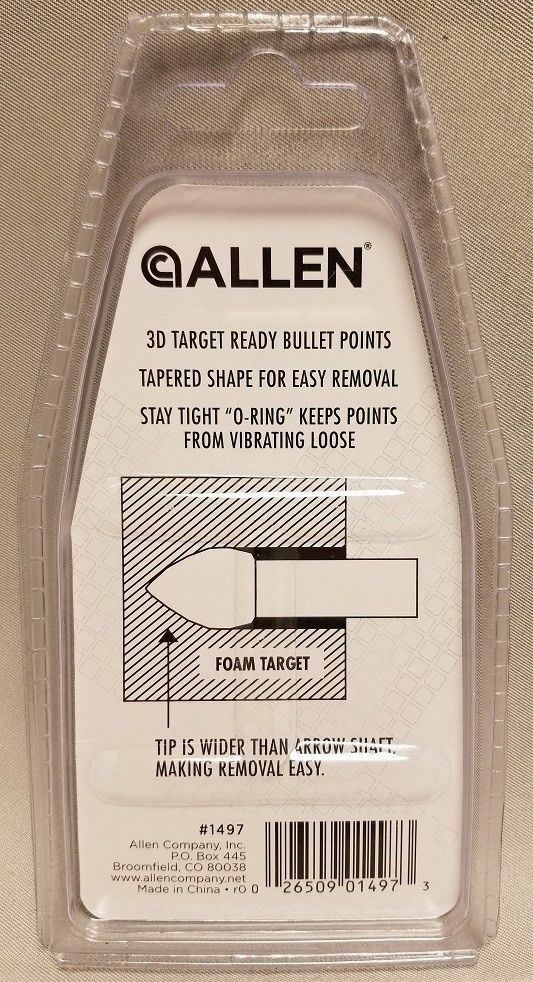 ALLEN®
3D TARGET READY BULLET POINTS
TAPERED SHAPE FOR EASY REMOVAL
STAY TIGHT "O-RING" KEEPS POINTS
FROM VIBRATING LOOSE
FOAM TARGET
TIP IS WIDER THAN ARROW SHAFT,
MAKING REMOVAL EASY.
#1497
Allen Company, Inc.
P.O. Box 445
Broomfield, CO 80038
www.allencompany.net
Made in China • r0
0 26509 01497 3